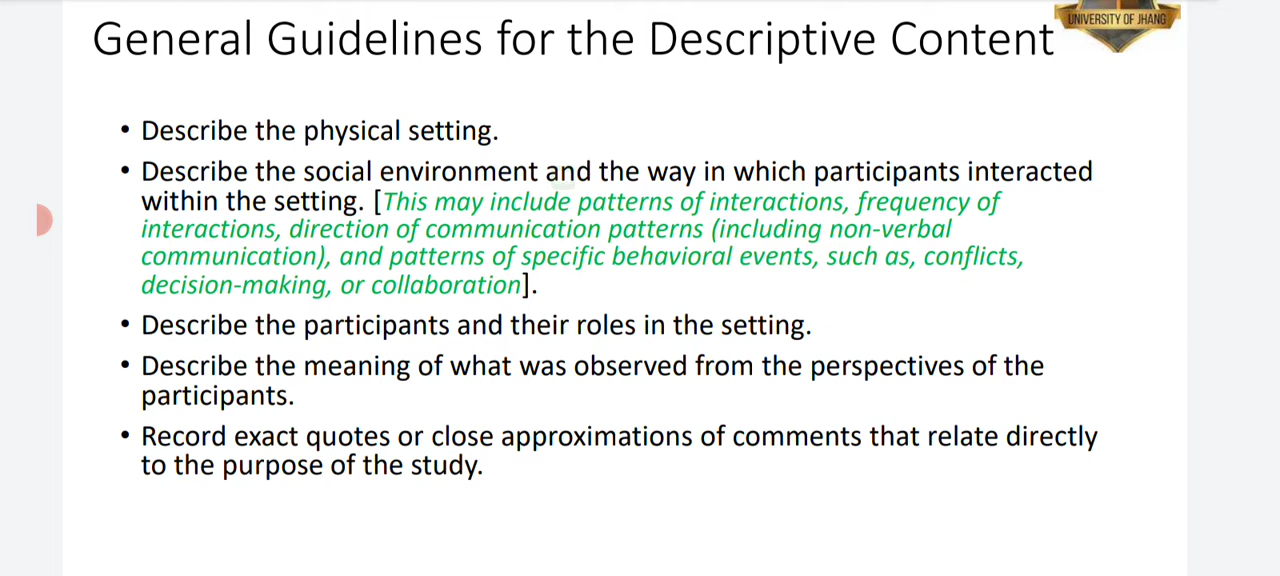 UNIVERSITY OF JHANG
General Guidelines for the Descriptive Content
• Describe the physical setting.
• Describe the social environment and the way in which participants interacted
within the setting. [This may include patterns of interactions, frequency of
interactions, direction of communication patterns (including non-verbal
communication), and patterns of specific behavioral events, such as, conflicts,
decision-making, or collaboration].
• Describe the participants and their roles in the setting.
• Describe the meaning of what was observed from the perspectives of the
participants.
• Record exact quotes or close approximations of comments that relate directly
to the purpose of the study.